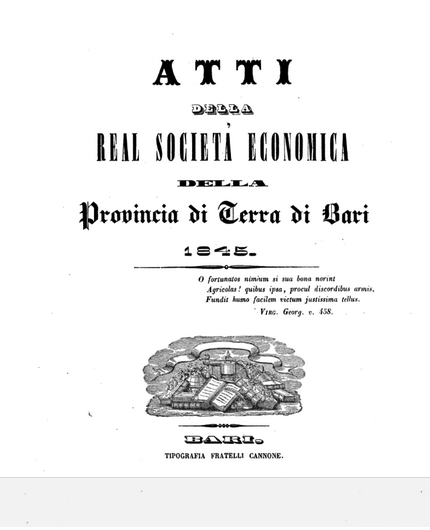 ATTI
DELLA
REAL SOCIETÀ ECONOMICA
DELLA
Provincia di Terra di Bari
1845.
O fortunatos nimium si sua bona norint
Agricolas! quibus ipsa, procul discordibus armis,
Fundit humo facilem victum justissima tellus.
VIRG. Georg. v. 458.
BARI.
TIPOGRAFIA FRATELLI CANNONE.